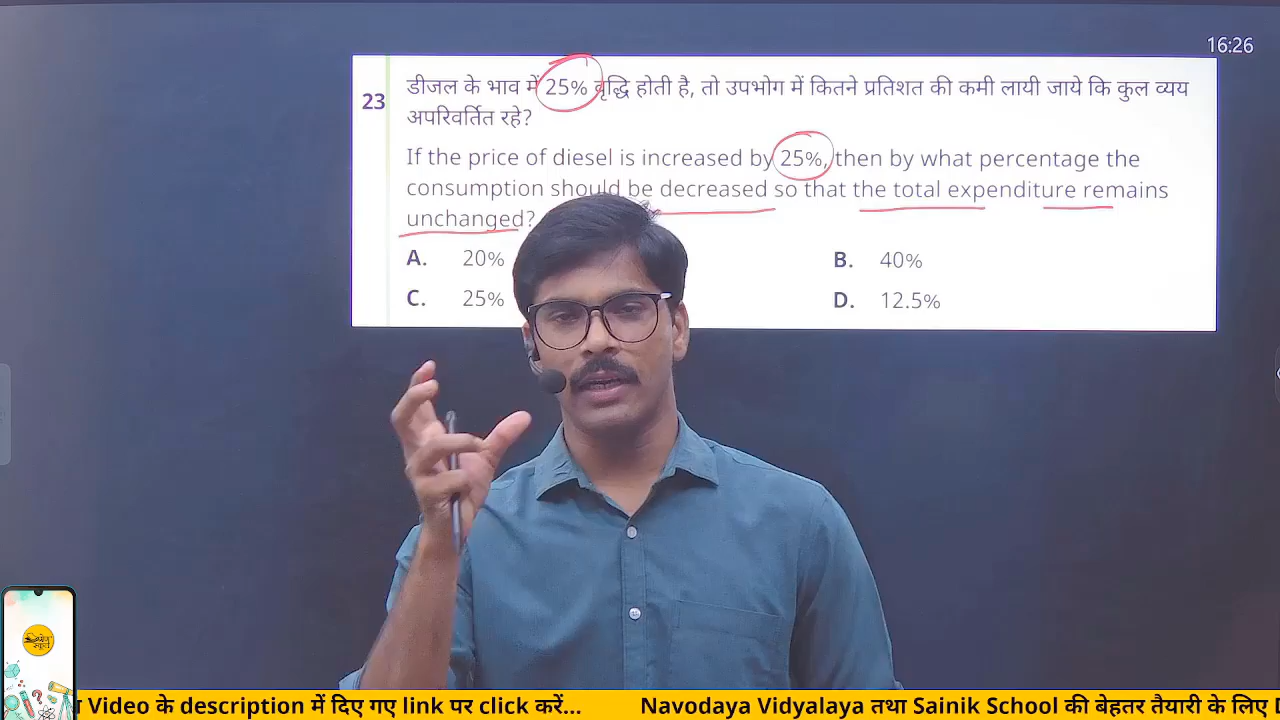 16:26
23
डीजल के भाव में 25% वृद्धि होती है, तो उपभोग में कितने प्रतिशत की कमी लायी जाये कि कुल व्यय
अपरिवर्तित रहे?
If the price of diesel is increased by 25%, then by what percentage the
consumption should be decreased so that the total expenditure remains
unchanged?
A. 20%
B. 40%
C. 25%
D. 12.5%
Video के description में दिए गए link पर click करें... Navodaya Vidyalaya तथा Sainik School की बेहतर तैयारी के लिए